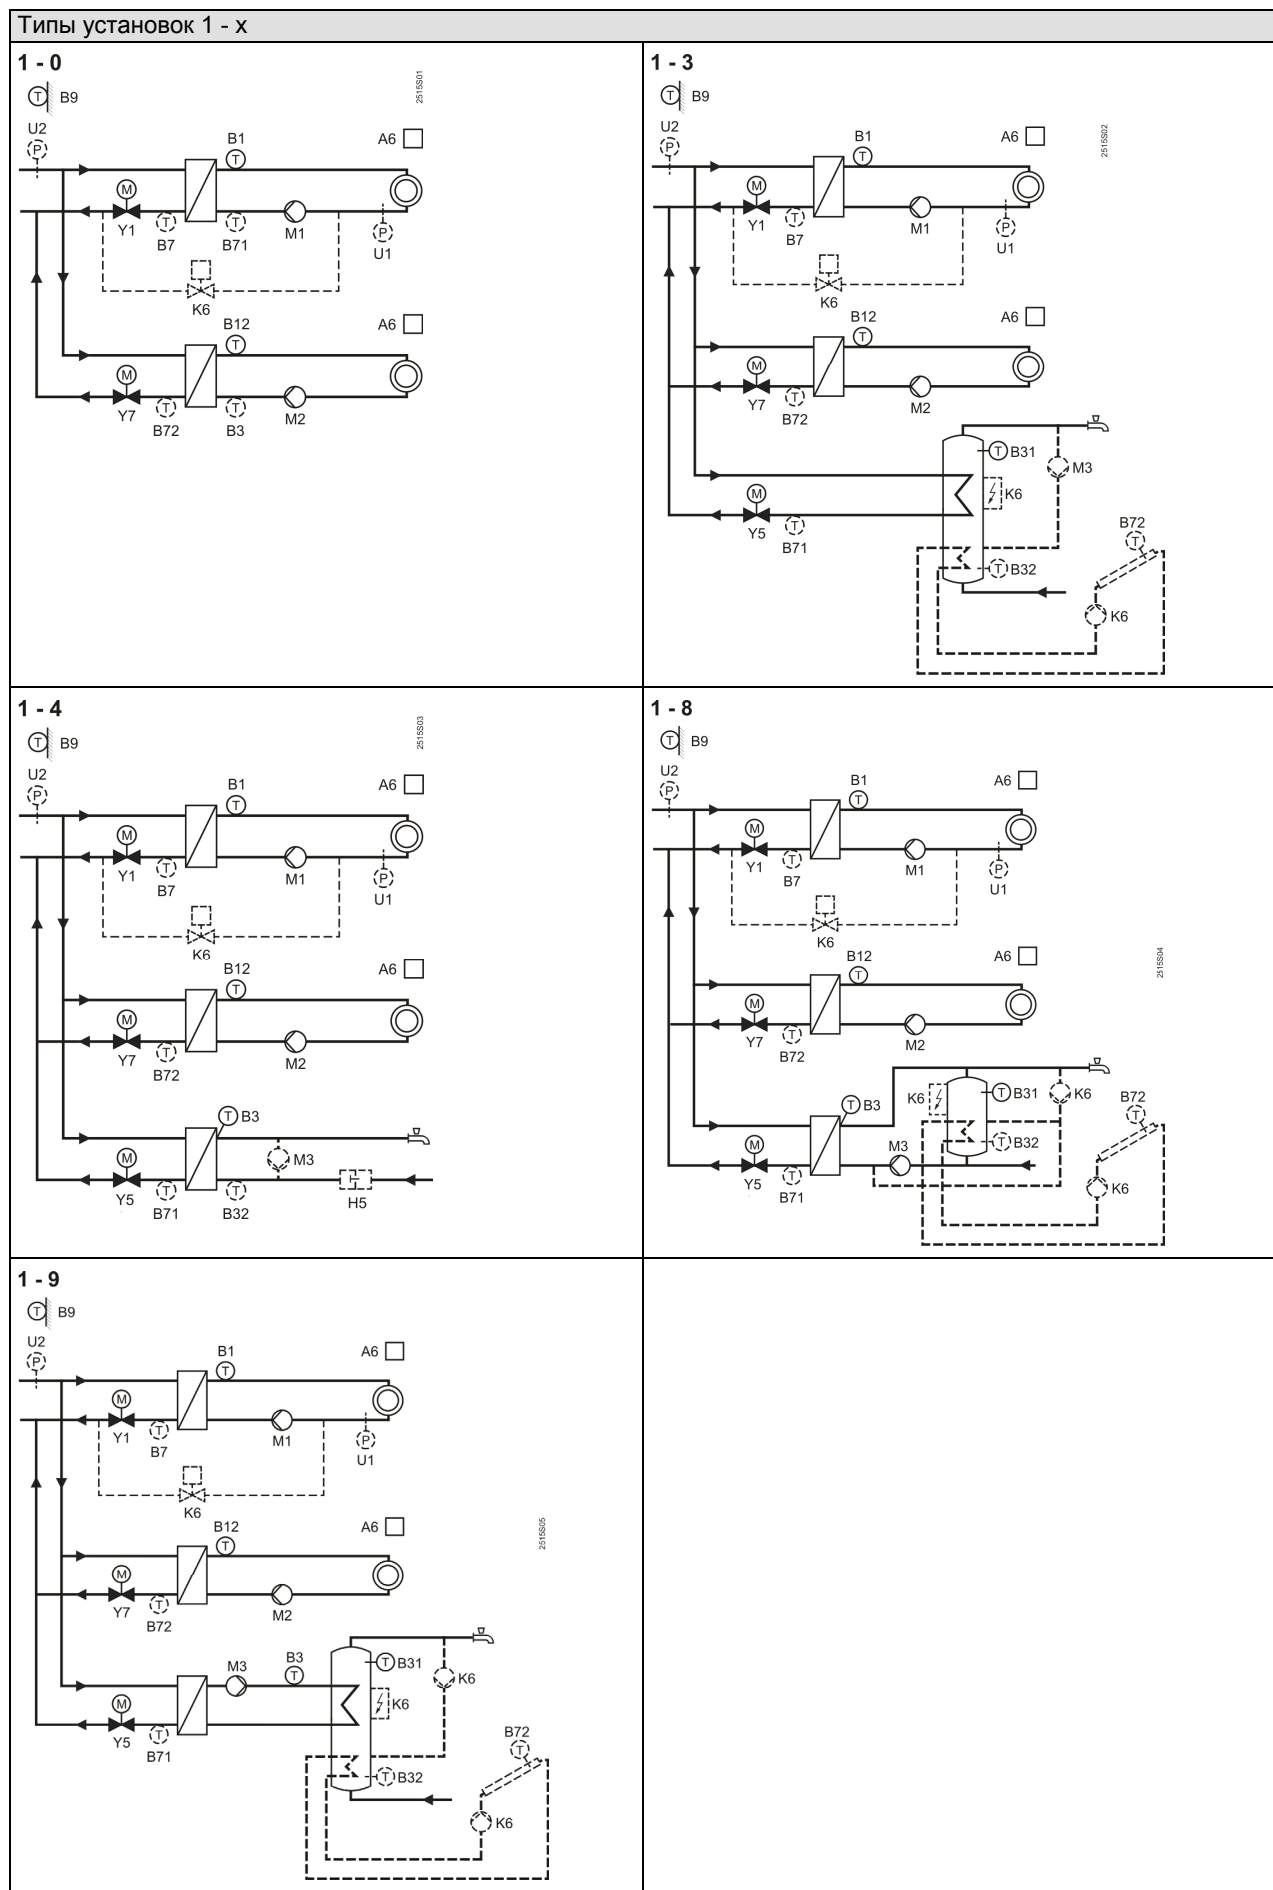 Типы установок 1 - x
1 - 0
T B9
2515S01
U2
P
B1
T
A6
M
Y1
T
B7
T
B71
M1
P
U1
K6
B12
T
A6
M
Y7
T
B72
T
B3
M2
1 - 3
T B9
2515S02
U2
P
B1
T
A6
M
Y1
T
B7
M1
P
U1
K6
B12
T
A6
M
Y7
T
B72
M2
T B31
M3
K6
M
Y5
T
B71
B72
T
T B32
K6
1 - 4
T B9
2515S03
U2
P
B1
T
A6
M
Y1
T
B7
M1
P
U1
K6
B12
T
A6
M
Y7
T
B72
M2
T B3
M3
M
Y5
T
B71
T
B32
H5
1 - 8
T B9
U2
P
B1
T
A6
M
Y1
T
B7
M1
P
U1
K6
2515S04
B12
T
A6
M
Y7
T
B72
M2
K6
T B31
K6
B72
T
T B3
M3
T B32
M
Y5
T
B71
K6
1 - 9
T B9
U2
P
B1
T
A6
M
Y1
T
B7
M1
P
U1
K6
2515S05
B12
T
A6
M
Y7
T
B72
M2
M3
B3
T
T B31
K6
K6
M
Y5
T
B71
B72
T
T B32
K6